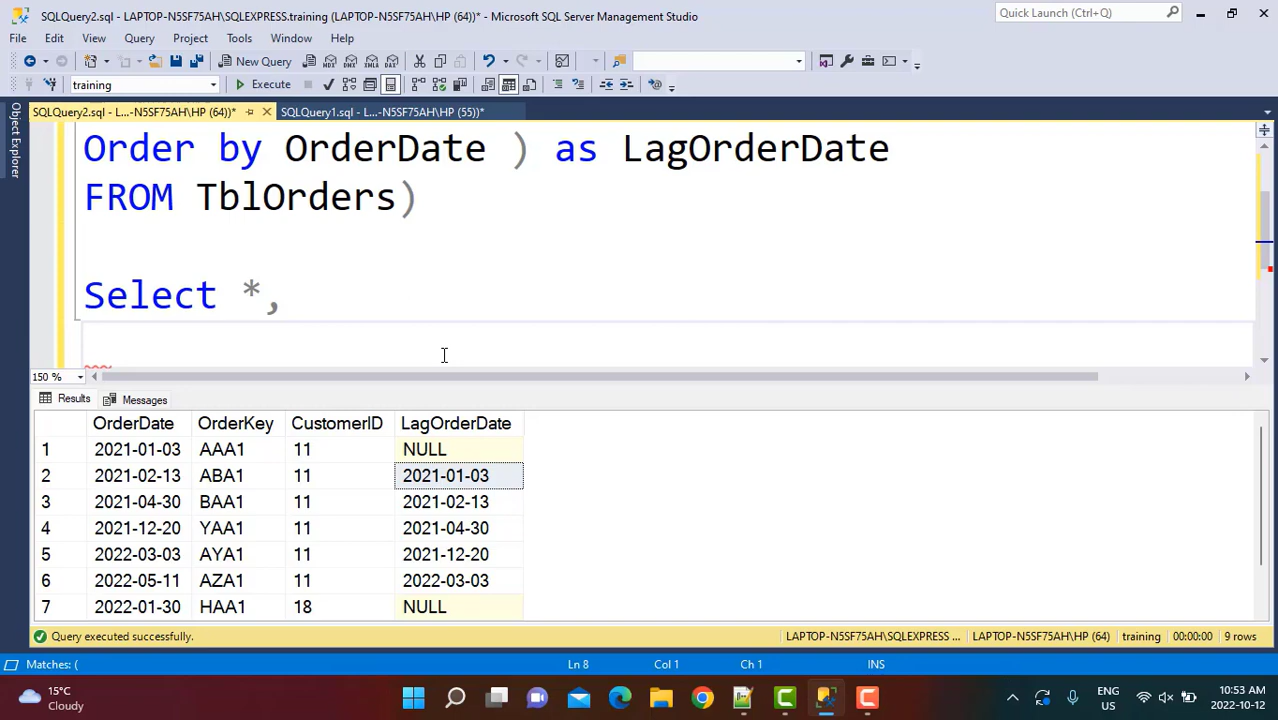 SQLQuery2.sql - LAPTOP-N5SF75AH\SQLEXPRESS.training (LAPTOP-N5SF75AH\HP (64))* - Microsoft SQL Server Management Studio
Quick Launch (Ctrl+Q)
File Edit View Query Project Tools Window Help
New Query
training Execute
SQLQuery2.sql - L...-N5SF75AH\HP (64))* SQLQuery1.sql - L...-N5SF75AH\HP (55))*
Object Explorer
Order by OrderDate ) as LagOrderDate
FROM TblOrders)
Select *,
150 %
Results Messages
OrderDate OrderKey CustomerID LagOrderDate
1 2021-01-03 AAA1 11 NULL
2 2021-02-13 ABA1 11 2021-01-03
3 2021-04-30 BAA1 11 2021-02-13
4 2021-12-20 YAA1 11 2021-04-30
5 2022-03-03 AYA1 11 2021-12-20
6 2022-05-11 AZA1 11 2022-03-03
7 2022-01-30 HAA1 18 NULL
Query executed successfully. LAPTOP-N5SF75AH\SQLEXPRESS ... LAPTOP-N5SF75AH\HP (64) training 00:00:00 9 rows
Matches: ( Ln 8 Col 1 Ch 1 INS
15°C
Cloudy
ENG
US
10:53 AM
2022-10-12